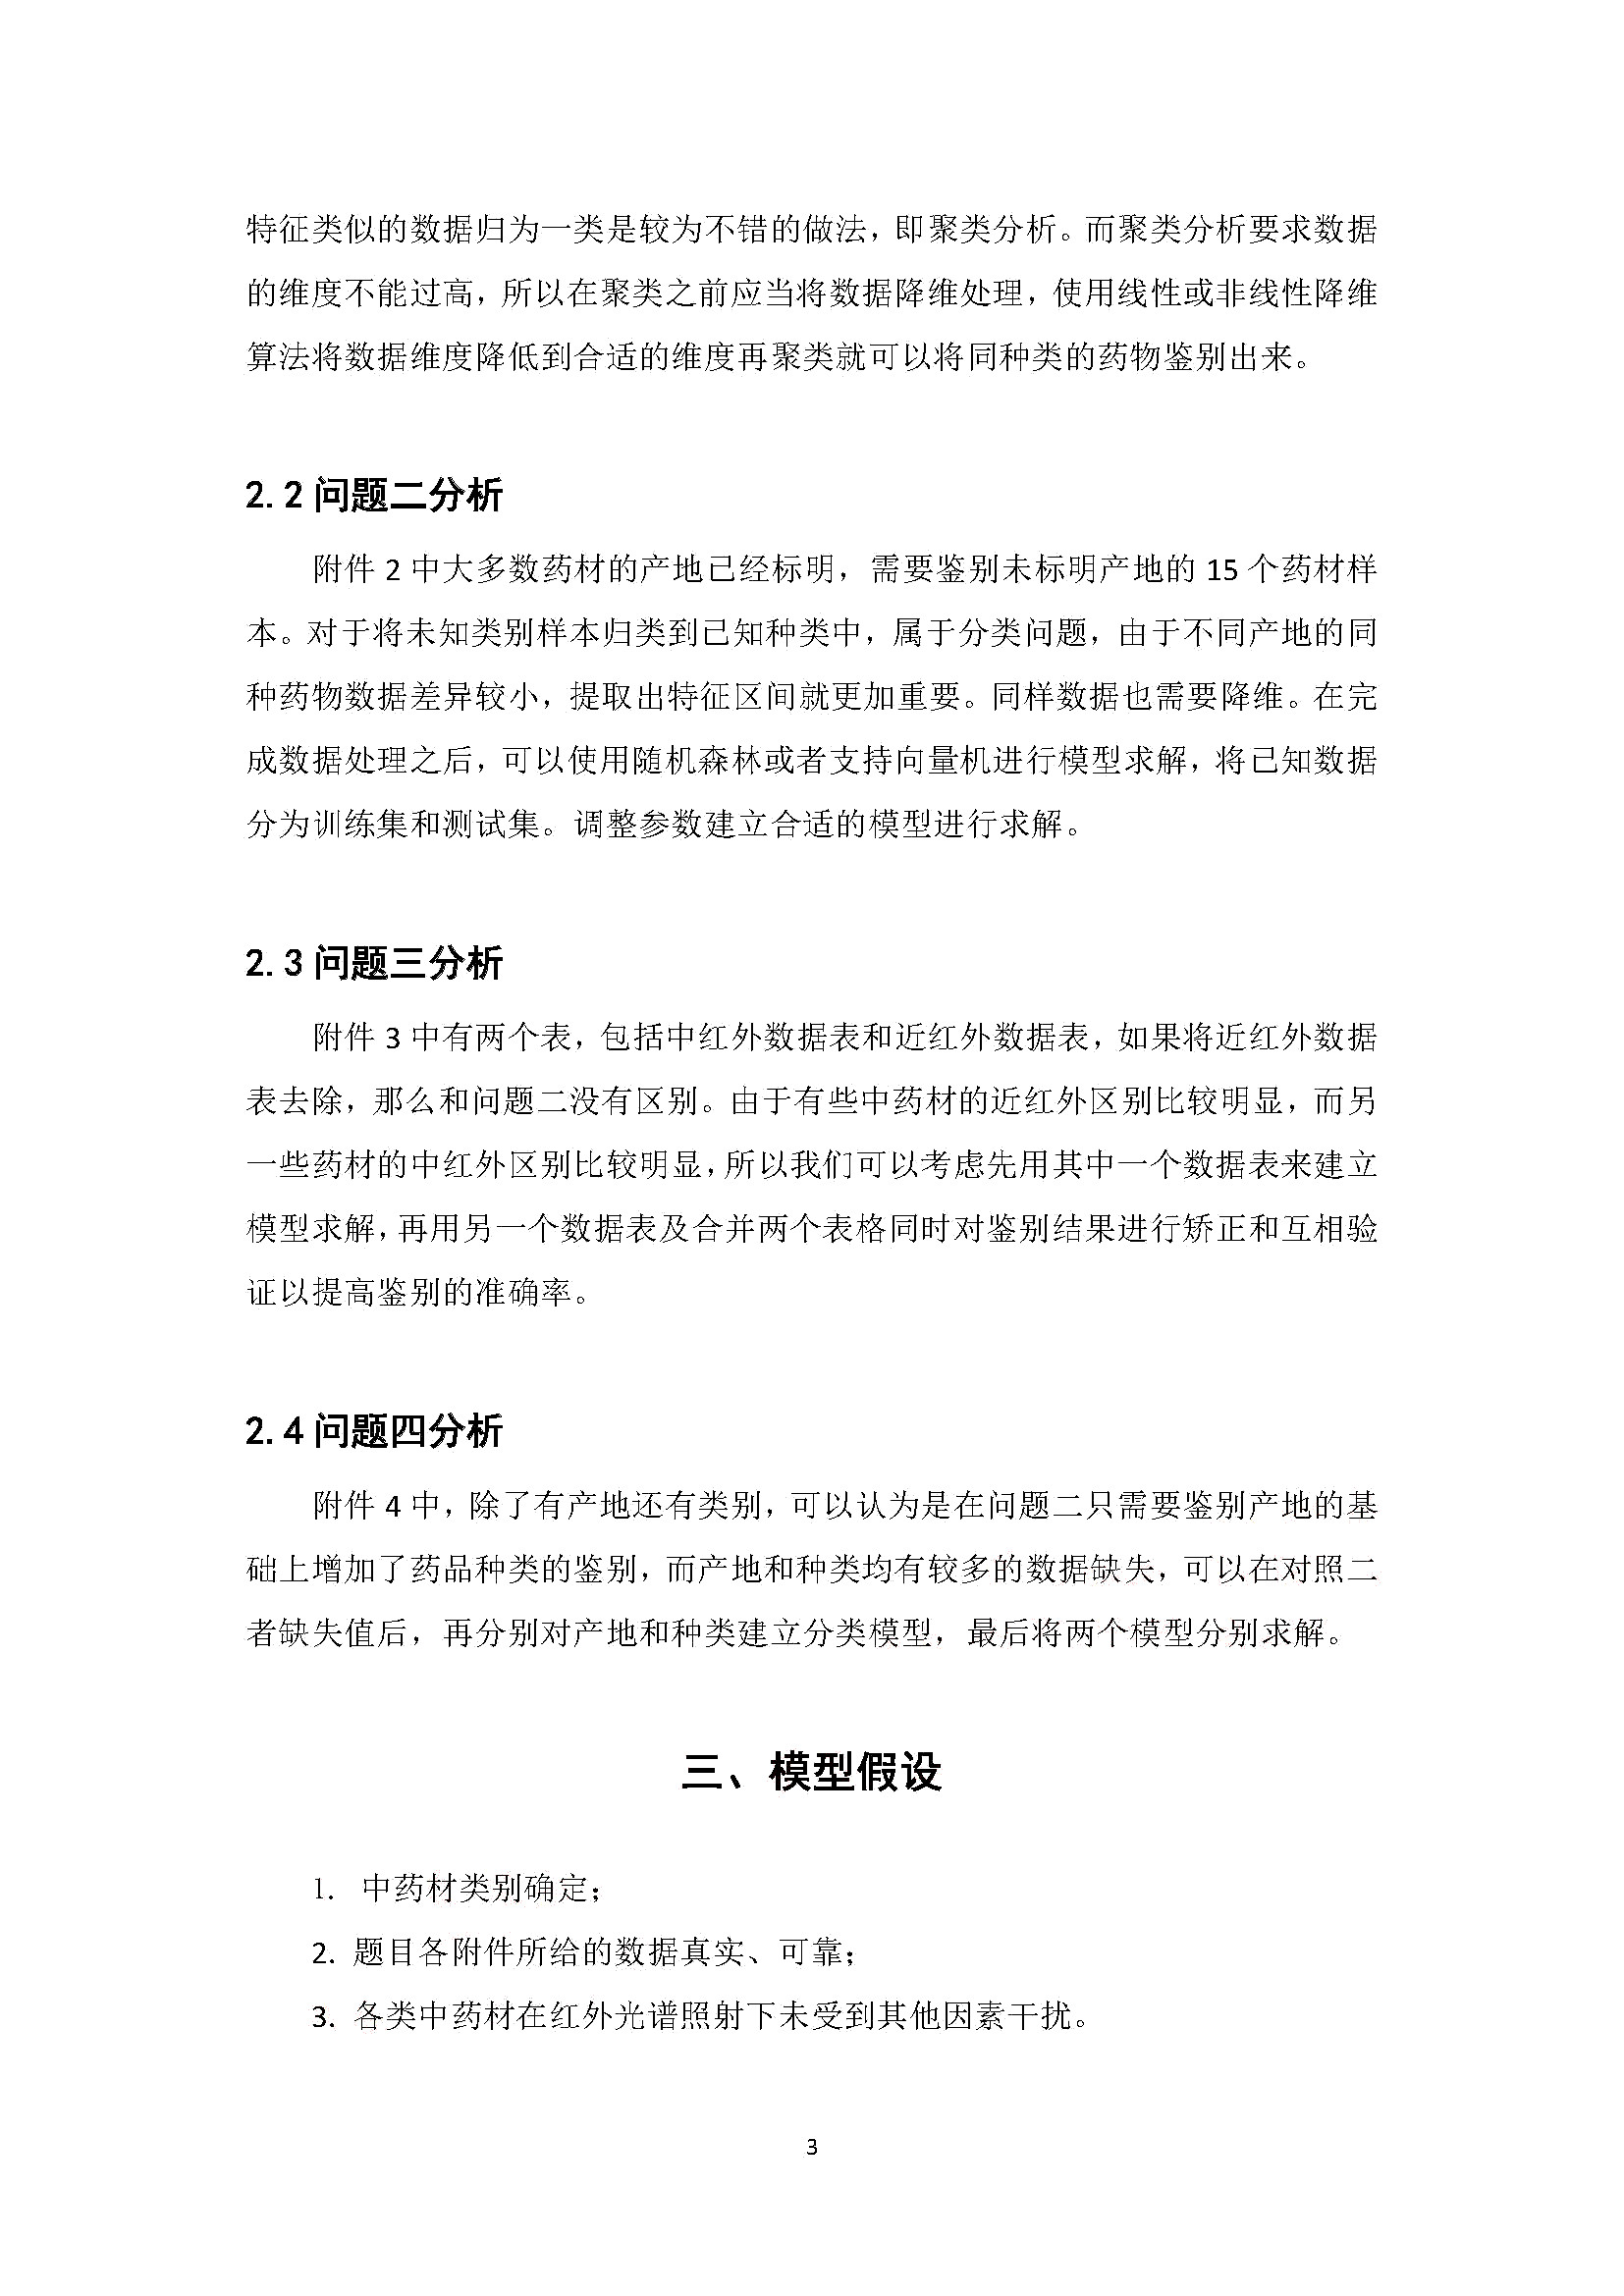 特征类似的数据归为一类是较为不错的做法，即聚类分析。而聚类分析要求数据
的维度不能过高，所以在聚类之前应当将数据降维处理，使用线性或非线性降维
算法将数据维度降低到合适的维度再聚类就可以将同种类的药物鉴别出来。
2.2 问题二分析
附件 2 中大多数药材的产地已经标明，需要鉴别未标明产地的 15 个药材样
本。对于将未知类别样本归类到已知种类中，属于分类问题，由于不同产地的同
种药物数据差异较小，提取出特征区间就更加重要。同样数据也需要降维。在完
成数据处理之后，可以使用随机森林或者支持向量机进行模型求解，将已知数据
分为训练集和测试集。调整参数建立合适的模型进行求解。
2.3 问题三分析
附件 3 中有两个表，包括中红外数据表和近红外数据表，如果将近红外数据
表去除，那么和问题二没有区别。由于有些中药材的近红外区别比较明显，而另
一些药材的中红外区别比较明显，所以我们可以考虑先用其中一个数据表来建立
模型求解，再用另一个数据表及合并两个表格同时对鉴别结果进行矫正和互相验
证以提高鉴别的准确率。
2.4 问题四分析
附件 4 中，除了有产地还有类别，可以认为是在问题二只需要鉴别产地的基
础上增加了药品种类的鉴别，而产地和种类均有较多的数据缺失，可以在对照二
者缺失值后，再分别对产地和种类建立分类模型，最后将两个模型分别求解。
三、模型假设
1. 中药材类别确定；
2. 题目各附件所给的数据真实、可靠；
3. 各类中药材在红外光谱照射下未受到其他因素干扰。
3